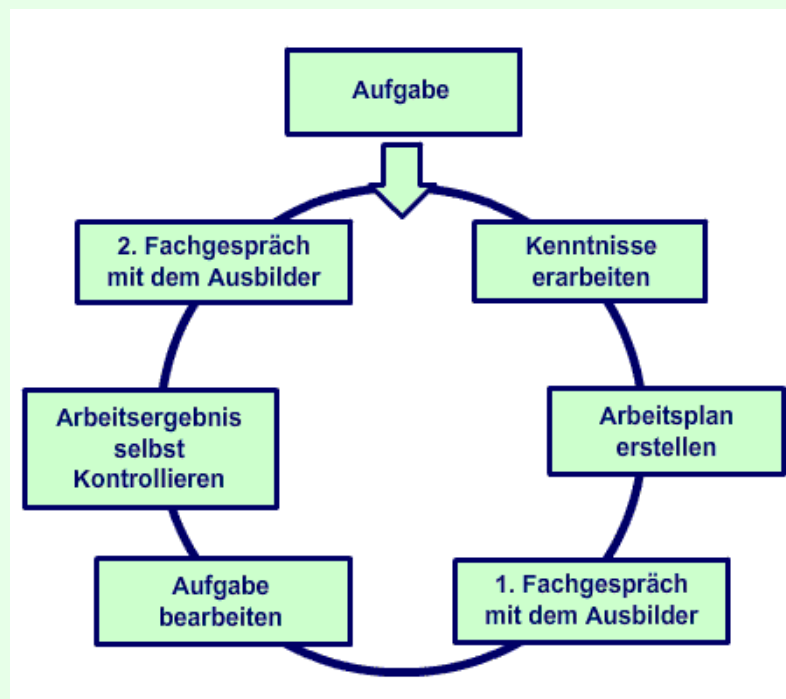 Aufgabe
Kenntnisse
erarbeiten
Arbeitsplan
erstellen
1. Fachgespräch
mit dem Ausbilder
Aufgabe
bearbeiten
Arbeitsergebnis
selbst
Kontrollieren
2. Fachgespräch
mit dem Ausbilder